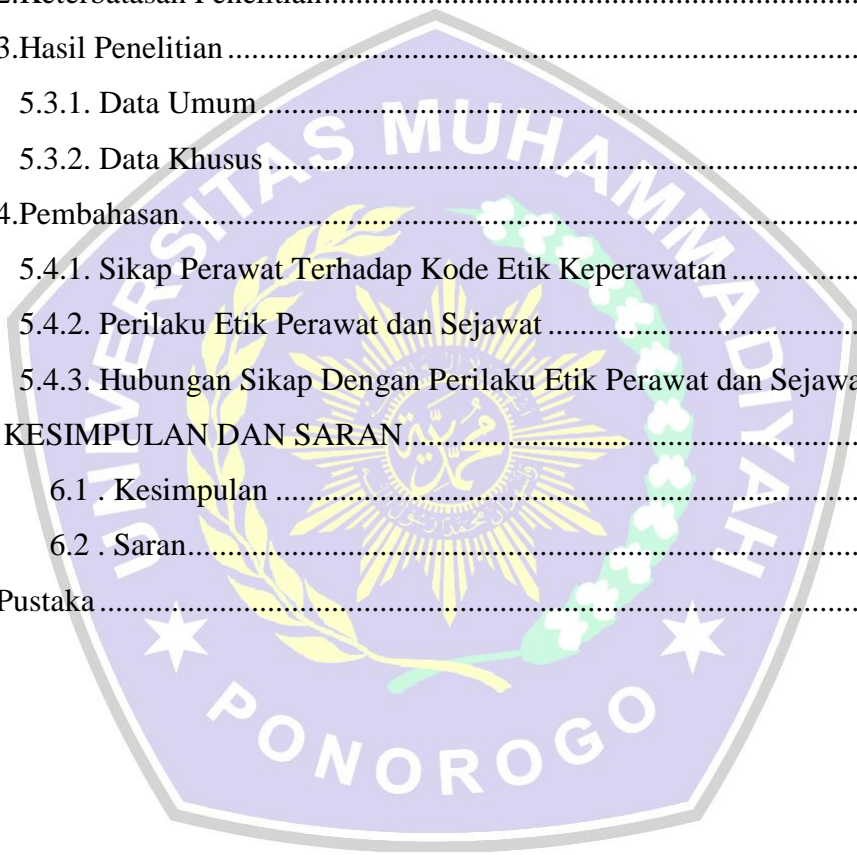 2.Keterbatasan Penelitian................................................
3.Hasil Penelitian................................................
5.3.1. Data Umum................................................
5.3.2. Data Khusus................................................
4.Pembahasan................................................
5.4.1. Sikap Perawat Terhadap Kode Etik Keperawatan................
5.4.2. Perilaku Etik Perawat dan Sejawat................................
5.4.3. Hubungan Sikap Dengan Perilaku Etik Perawat dan Sejawa
KESIMPULAN DAN SARAN................................................
6.1 . Kesimpulan................................................
6.2 . Saran................................................
Pustaka................................................
UNIVERSITAS MUHAMMADIYAH
PONOROGO